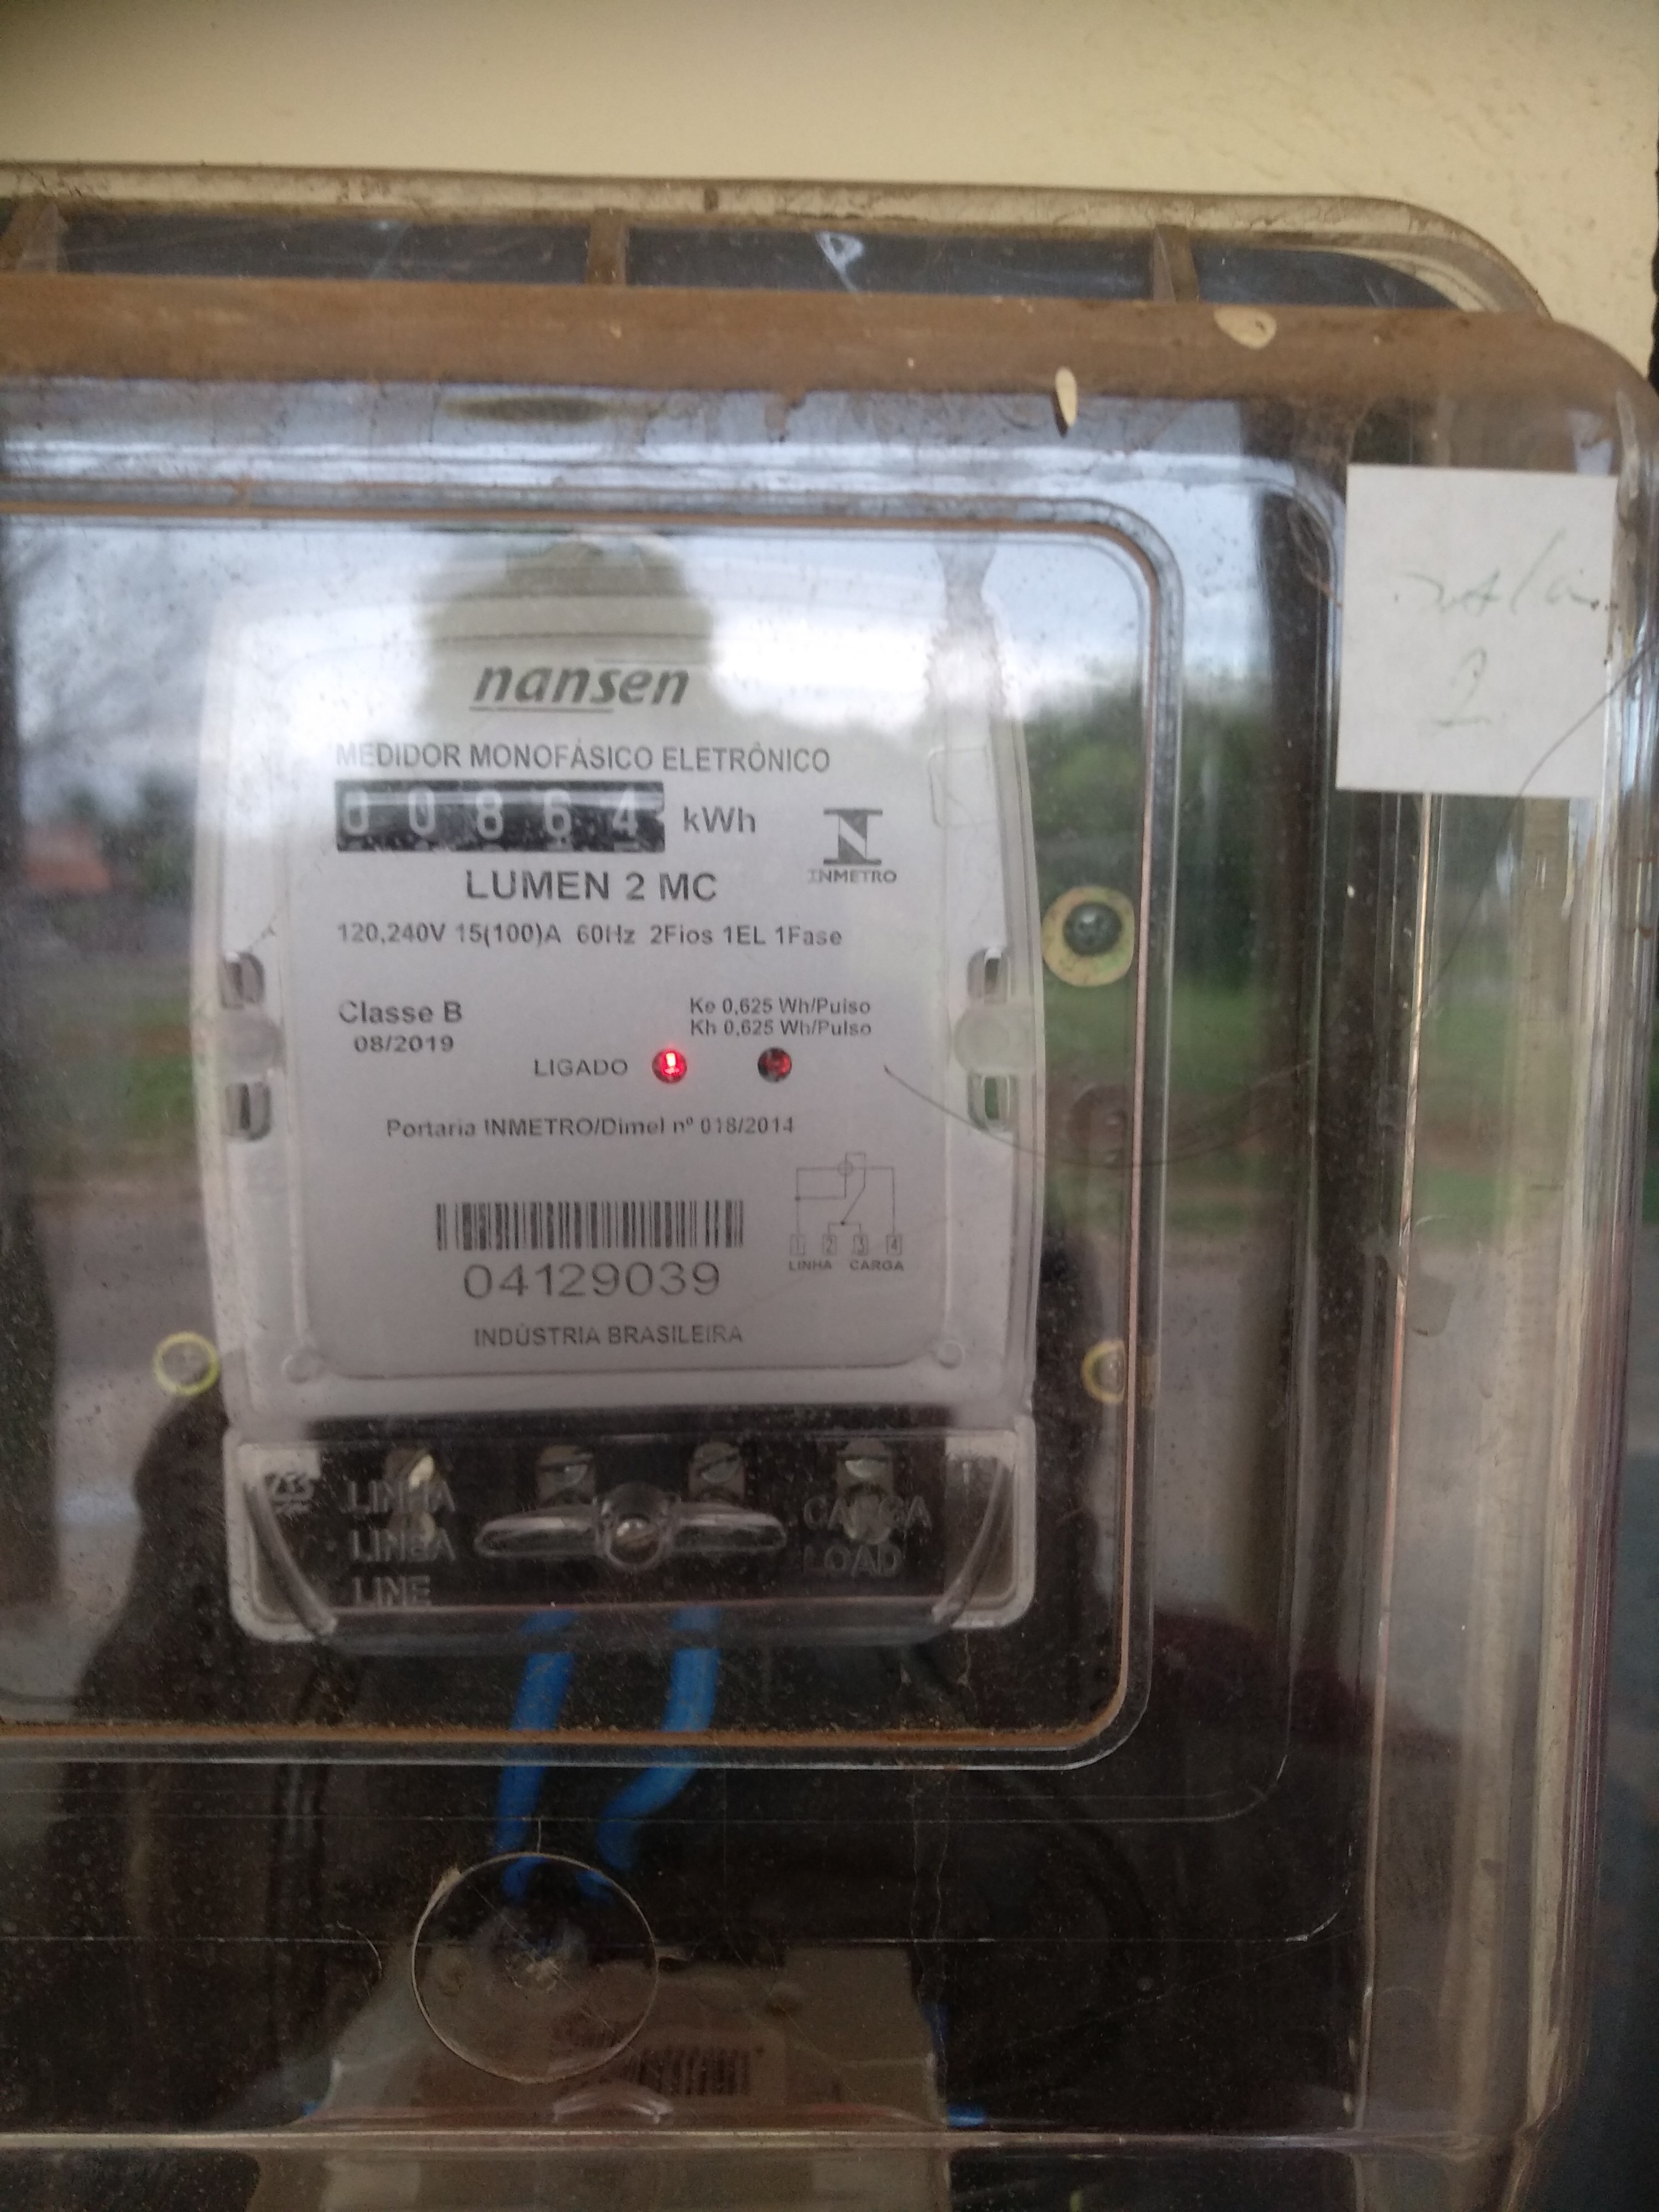 nansen
MEDIDOR MONOFÁSICO ELETRÔNICO
00864 kWh
INMETRO
LUMEN 2 MC
120,240V 15(100)A 60Hz 2Fios 1EL 1Fase
Classe B
08/2019
Ke 0,625 Wh/Pulso
Kh 0,625 Wh/Pulso
LIGADO
Portaria INMETRO/Dimel nº 018/2014
1 2 3 4
LINHA CARGA
04129039
INDÚSTRIA BRASILEIRA
LINHA
LINEA
LINE
CARGA
LOAD
Sala
2